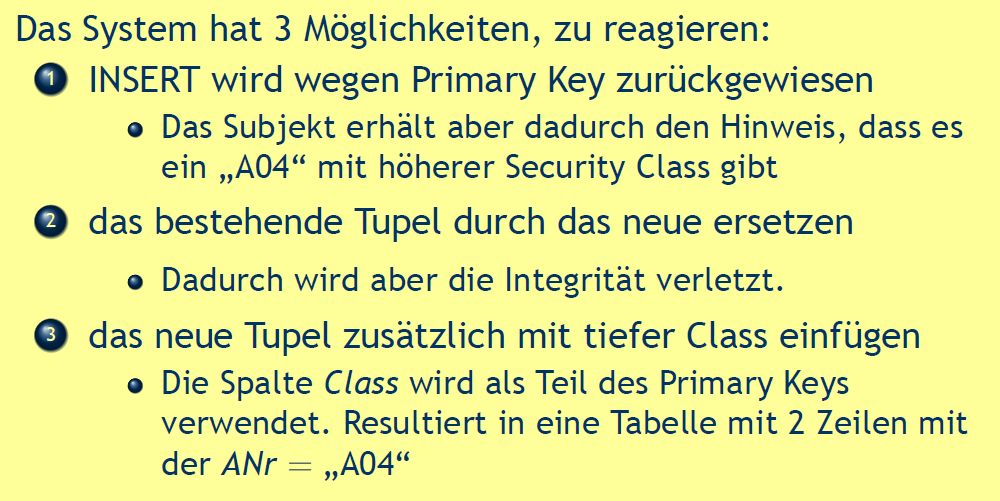 Das System hat 3 Möglichkeiten, zu reagieren:
1 INSERT wird wegen Primary Key zurückgewiesen
Das Subjekt erhält aber dadurch den Hinweis, dass es
ein „A04“ mit höherer Security Class gibt
2 das bestehende Tupel durch das neue ersetzen
Dadurch wird aber die Integrität verletzt.
3 das neue Tupel zusätzlich mit tiefer Class einfügen
Die Spalte Class wird als Teil des Primary Keys
verwendet. Resultiert in eine Tabelle mit 2 Zeilen mit
der ANr = „A04“